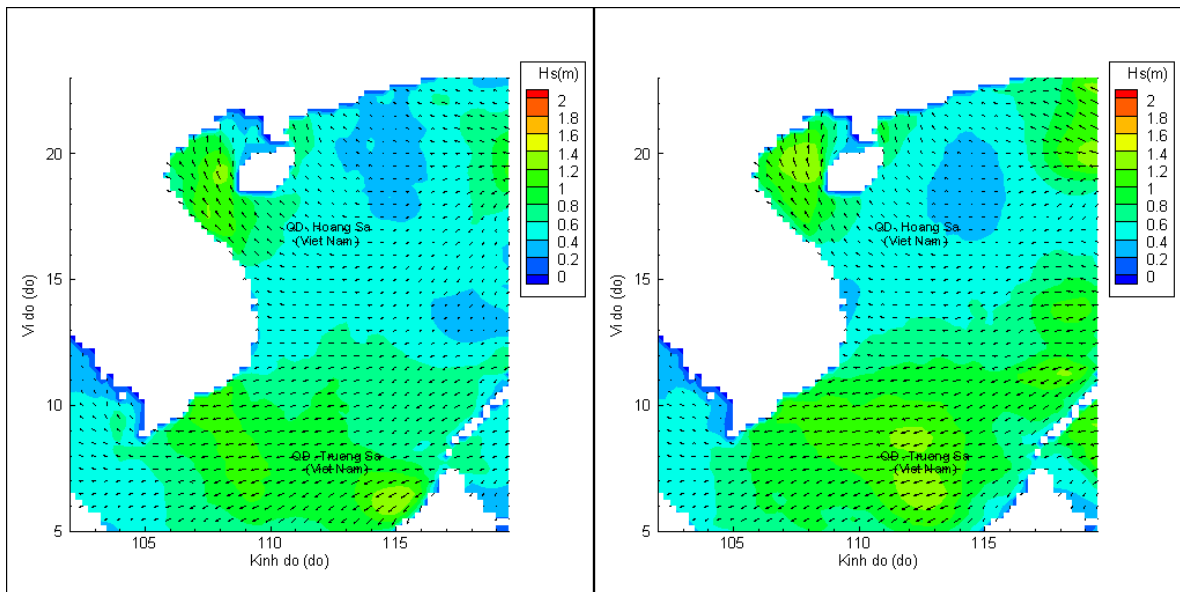 Hs(m)
2
1.8
1.6
1.4
1.2
1
0.8
0.6
0.4
0.2
0
20
15
10
5
Vi do (do)
QD. Hoang Sa
(Viet Nam)
QD. Truong Sa
(Viet Nam)
105
110
115
Kinh do (do)
Hs(m)
2
1.8
1.6
1.4
1.2
1
0.8
0.6
0.4
0.2
0
20
15
10
5
Vi do (do)
QD. Hoang Sa
(Viet Nam)
QD. Truong Sa
(Viet Nam)
105
110
115
Kinh do (do)